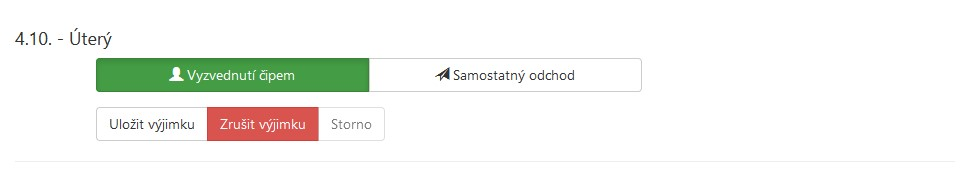 4.10. - Úterý
Vyzvednutí čipem Samostatný odchod
Uložit výjimku Zrušit výjimku Storno